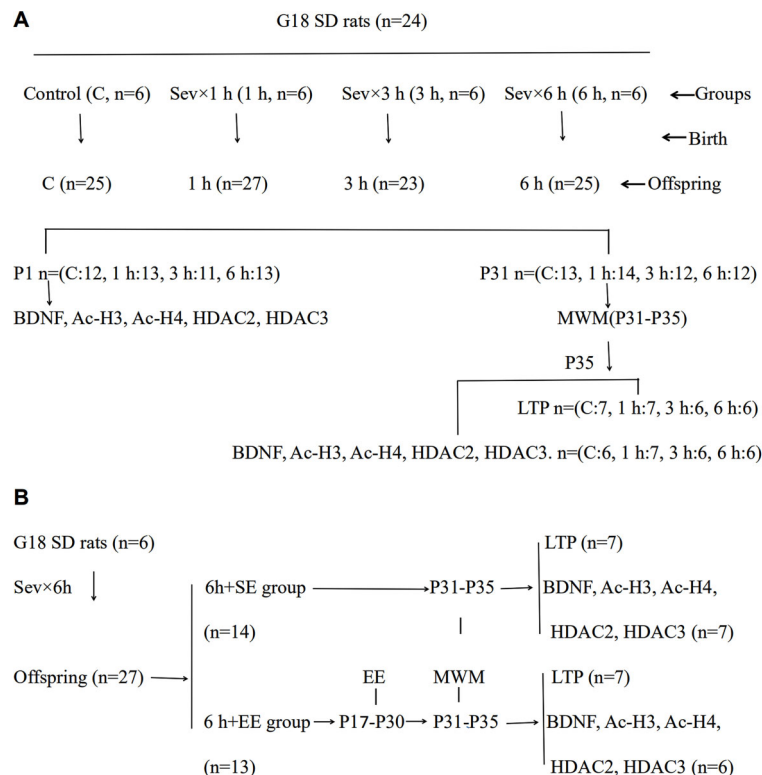 A
G18 SD rats (n=24)
Control (C, n=6) Sev×1 h (1 h, n=6) Sev×3 h (3 h, n=6) Sev×6 h (6 h, n=6) Groups
Birth
C (n=25) 1 h (n=27) 3 h (n=23) 6 h (n=25) Offspring
P1 n=(C:12, 1 h:13, 3 h:11, 6 h:13) P31 n=(C:13, 1 h:14, 3 h:12, 6 h:12)
BDNF, Ac-H3, Ac-H4, HDAC2, HDAC3 MWM(P31-P35)
P35
LTP n=(C:7, 1 h:7, 3 h:6, 6 h:6)
BDNF, Ac-H3, Ac-H4, HDAC2, HDAC3. n=(C:6, 1 h:7, 3 h:6, 6 h:6)
B
G18 SD rats (n=6) LTP (n=7)
Sev×6h 6h+SE group P31-P35 BDNF, Ac-H3, Ac-H4,
(n=14) HDAC2, HDAC3 (n=7)
Offspring (n=27) EE MWM LTP (n=7)
6 h+EE group P17-P30 P31-P35 BDNF, Ac-H3, Ac-H4,
(n=13) HDAC2, HDAC3 (n=6)